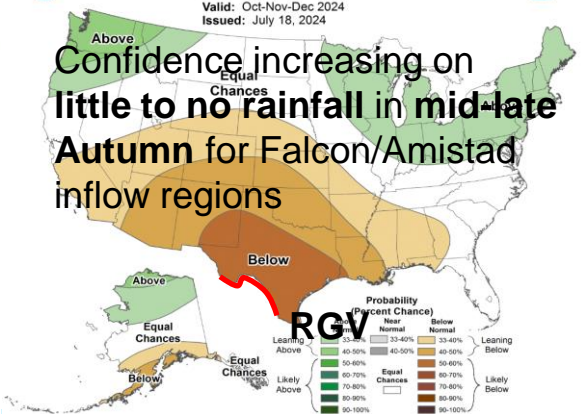 Valid: Oct-Nov-Dec 2024
Issued: July 18, 2024
Above
Confidence increasing on
Equal
Chances
little to no rainfall in mid-late
Above
Autumn for Falcon/Amistad
inflow regions
Below
Above
Equal
Chances
Below
Equal
Chances
RGV
Probability
(Percent Chance)
Above Normal
Near Normal
Below Normal
Leaning Above
33-40% 33-40% 33-40%
40-50% 40-50% 40-50%
Leaning Below
50-60% 50-60%
Likely Above
60-70% 60-70%
70-80% 70-80%
80-90% 80-90%
90-100% 90-100%
Equal Chances
Likely Below